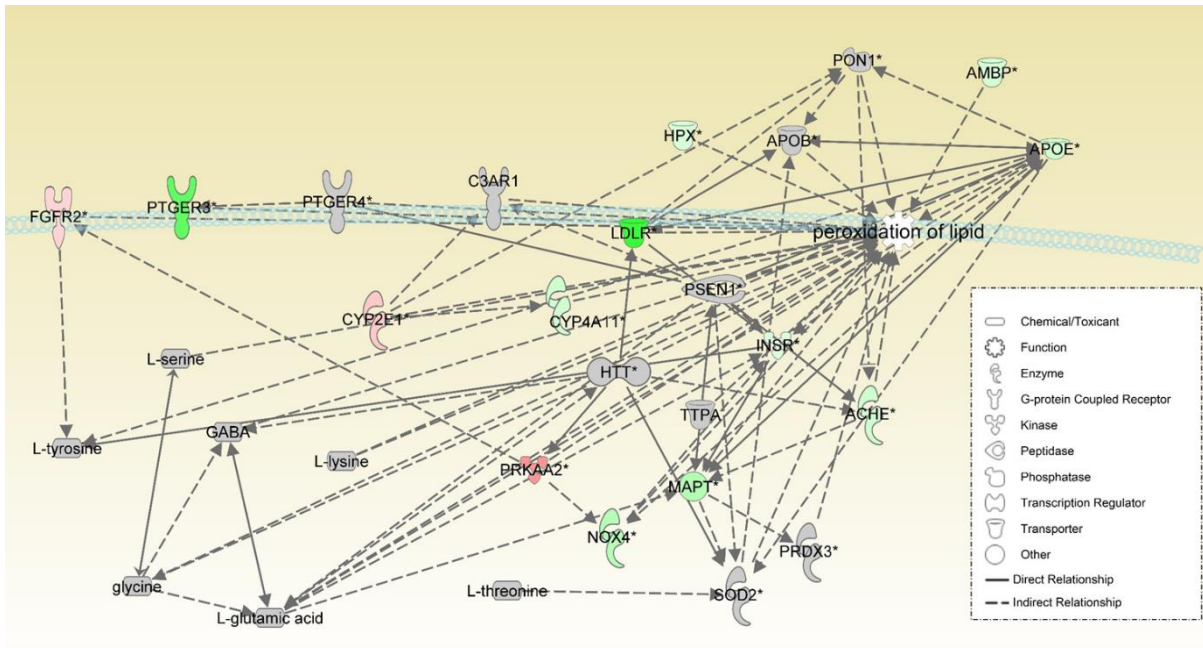 PON1*
AMBP*
HPX*
APOB*
APOE*
C3AR1
FGFR2*
PTGER3*
PTGER4*
LDLR*
peroxidation of lipid
PSEN1*
CYP2E1*
CYP4A11*
INSR*
L-serine
HTT*
TTPA
ACHE*
GABA
L-tyrosine
L-lysine
PRKAA2*
MAPT*
NOX4*
PRDX3*
glycine
L-threonine
SOD2*
L-glutamic acid
Chemical/Toxicant
Function
Enzyme
G-protein Coupled Receptor
Kinase
Peptidase
Phosphatase
Transcription Regulator
Transporter
Other
Direct Relationship
Indirect Relationship